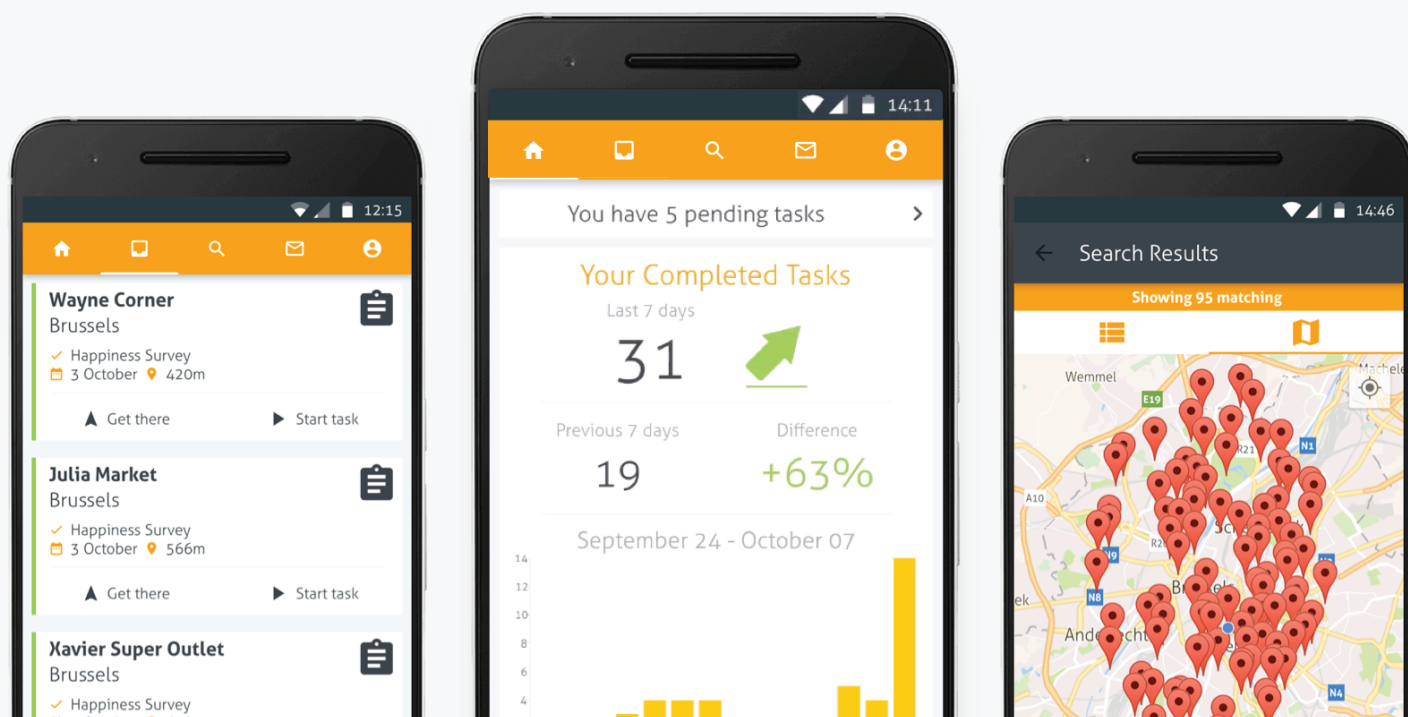 12:15
Wayne Corner
Brussels
Happiness Survey
3 October 420m
Get there Start task
Julia Market
Brussels
Happiness Survey
3 October 566m
Get there Start task
Xavier Super Outlet
Brussels
Happiness Survey
14:11
You have 5 pending tasks
Your Completed Tasks
Last 7 days
31
Previous 7 days Difference
19 +63%
September 24 - October 07
14
12
10
8
6
4
14:46
Search Results
Showing 95 matching
Wemmel
E19
N1
R21
A10
N9
N8
N4